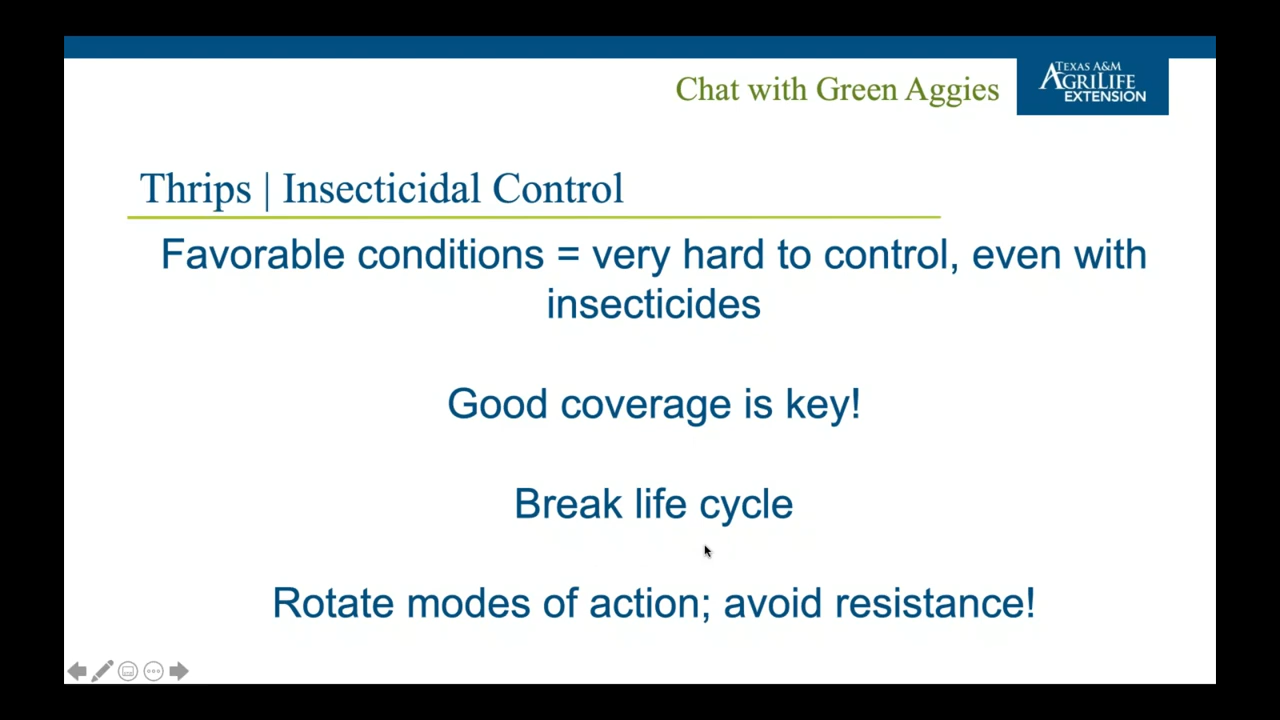 Chat with Green Aggies
TEXAS A&M
AGRILIFE
EXTENSION
Thrips | Insecticidal Control
Favorable conditions = very hard to control, even with
insecticides
Good coverage is key!
Break life cycle
Rotate modes of action; avoid resistance!